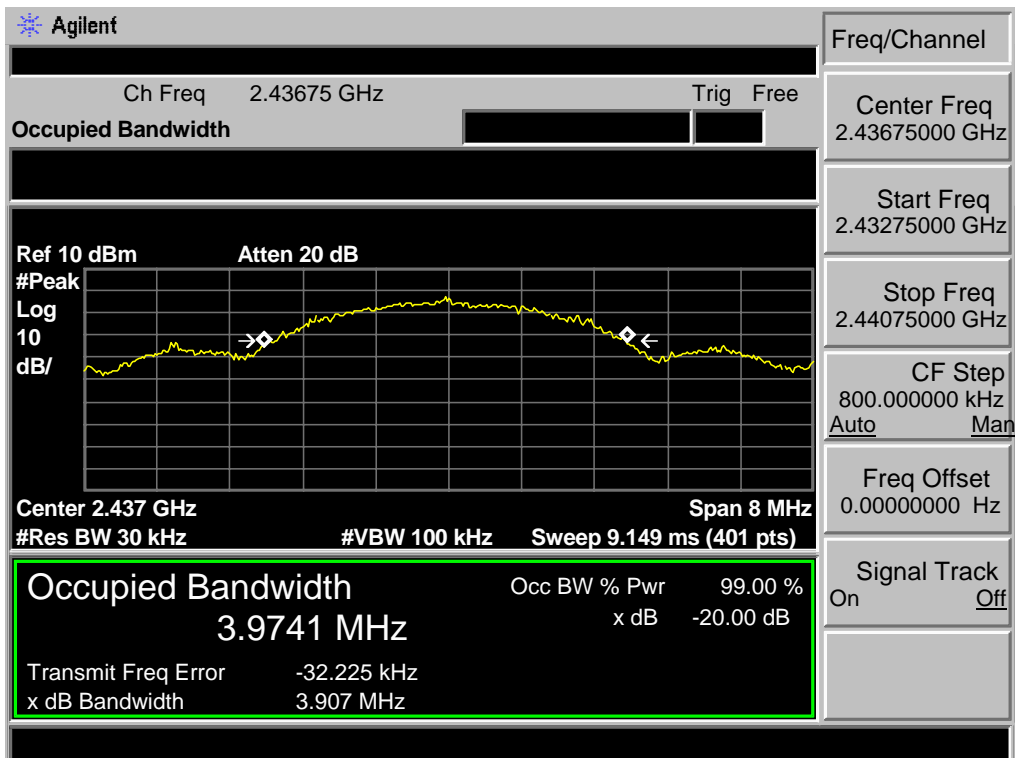 Agilent
Ch Freq 2.43675 GHz Trig Free
Occupied Bandwidth
Ref 10 dBm Atten 20 dB
#Peak
Log
10
dB/
Center 2.437 GHz Span 8 MHz
#Res BW 30 kHz #VBW 100 kHz Sweep 9.149 ms (401 pts)
Occupied Bandwidth Occ BW % Pwr 99.00 %
3.9741 MHz x dB -20.00 dB
Transmit Freq Error -32.225 kHz
x dB Bandwidth 3.907 MHz
Freq/Channel
Center Freq
2.43675000 GHz
Start Freq
2.43275000 GHz
Stop Freq
2.44075000 GHz
CF Step
800.000000 kHz
Auto Man
Freq Offset
0.00000000 Hz
Signal Track
On Off